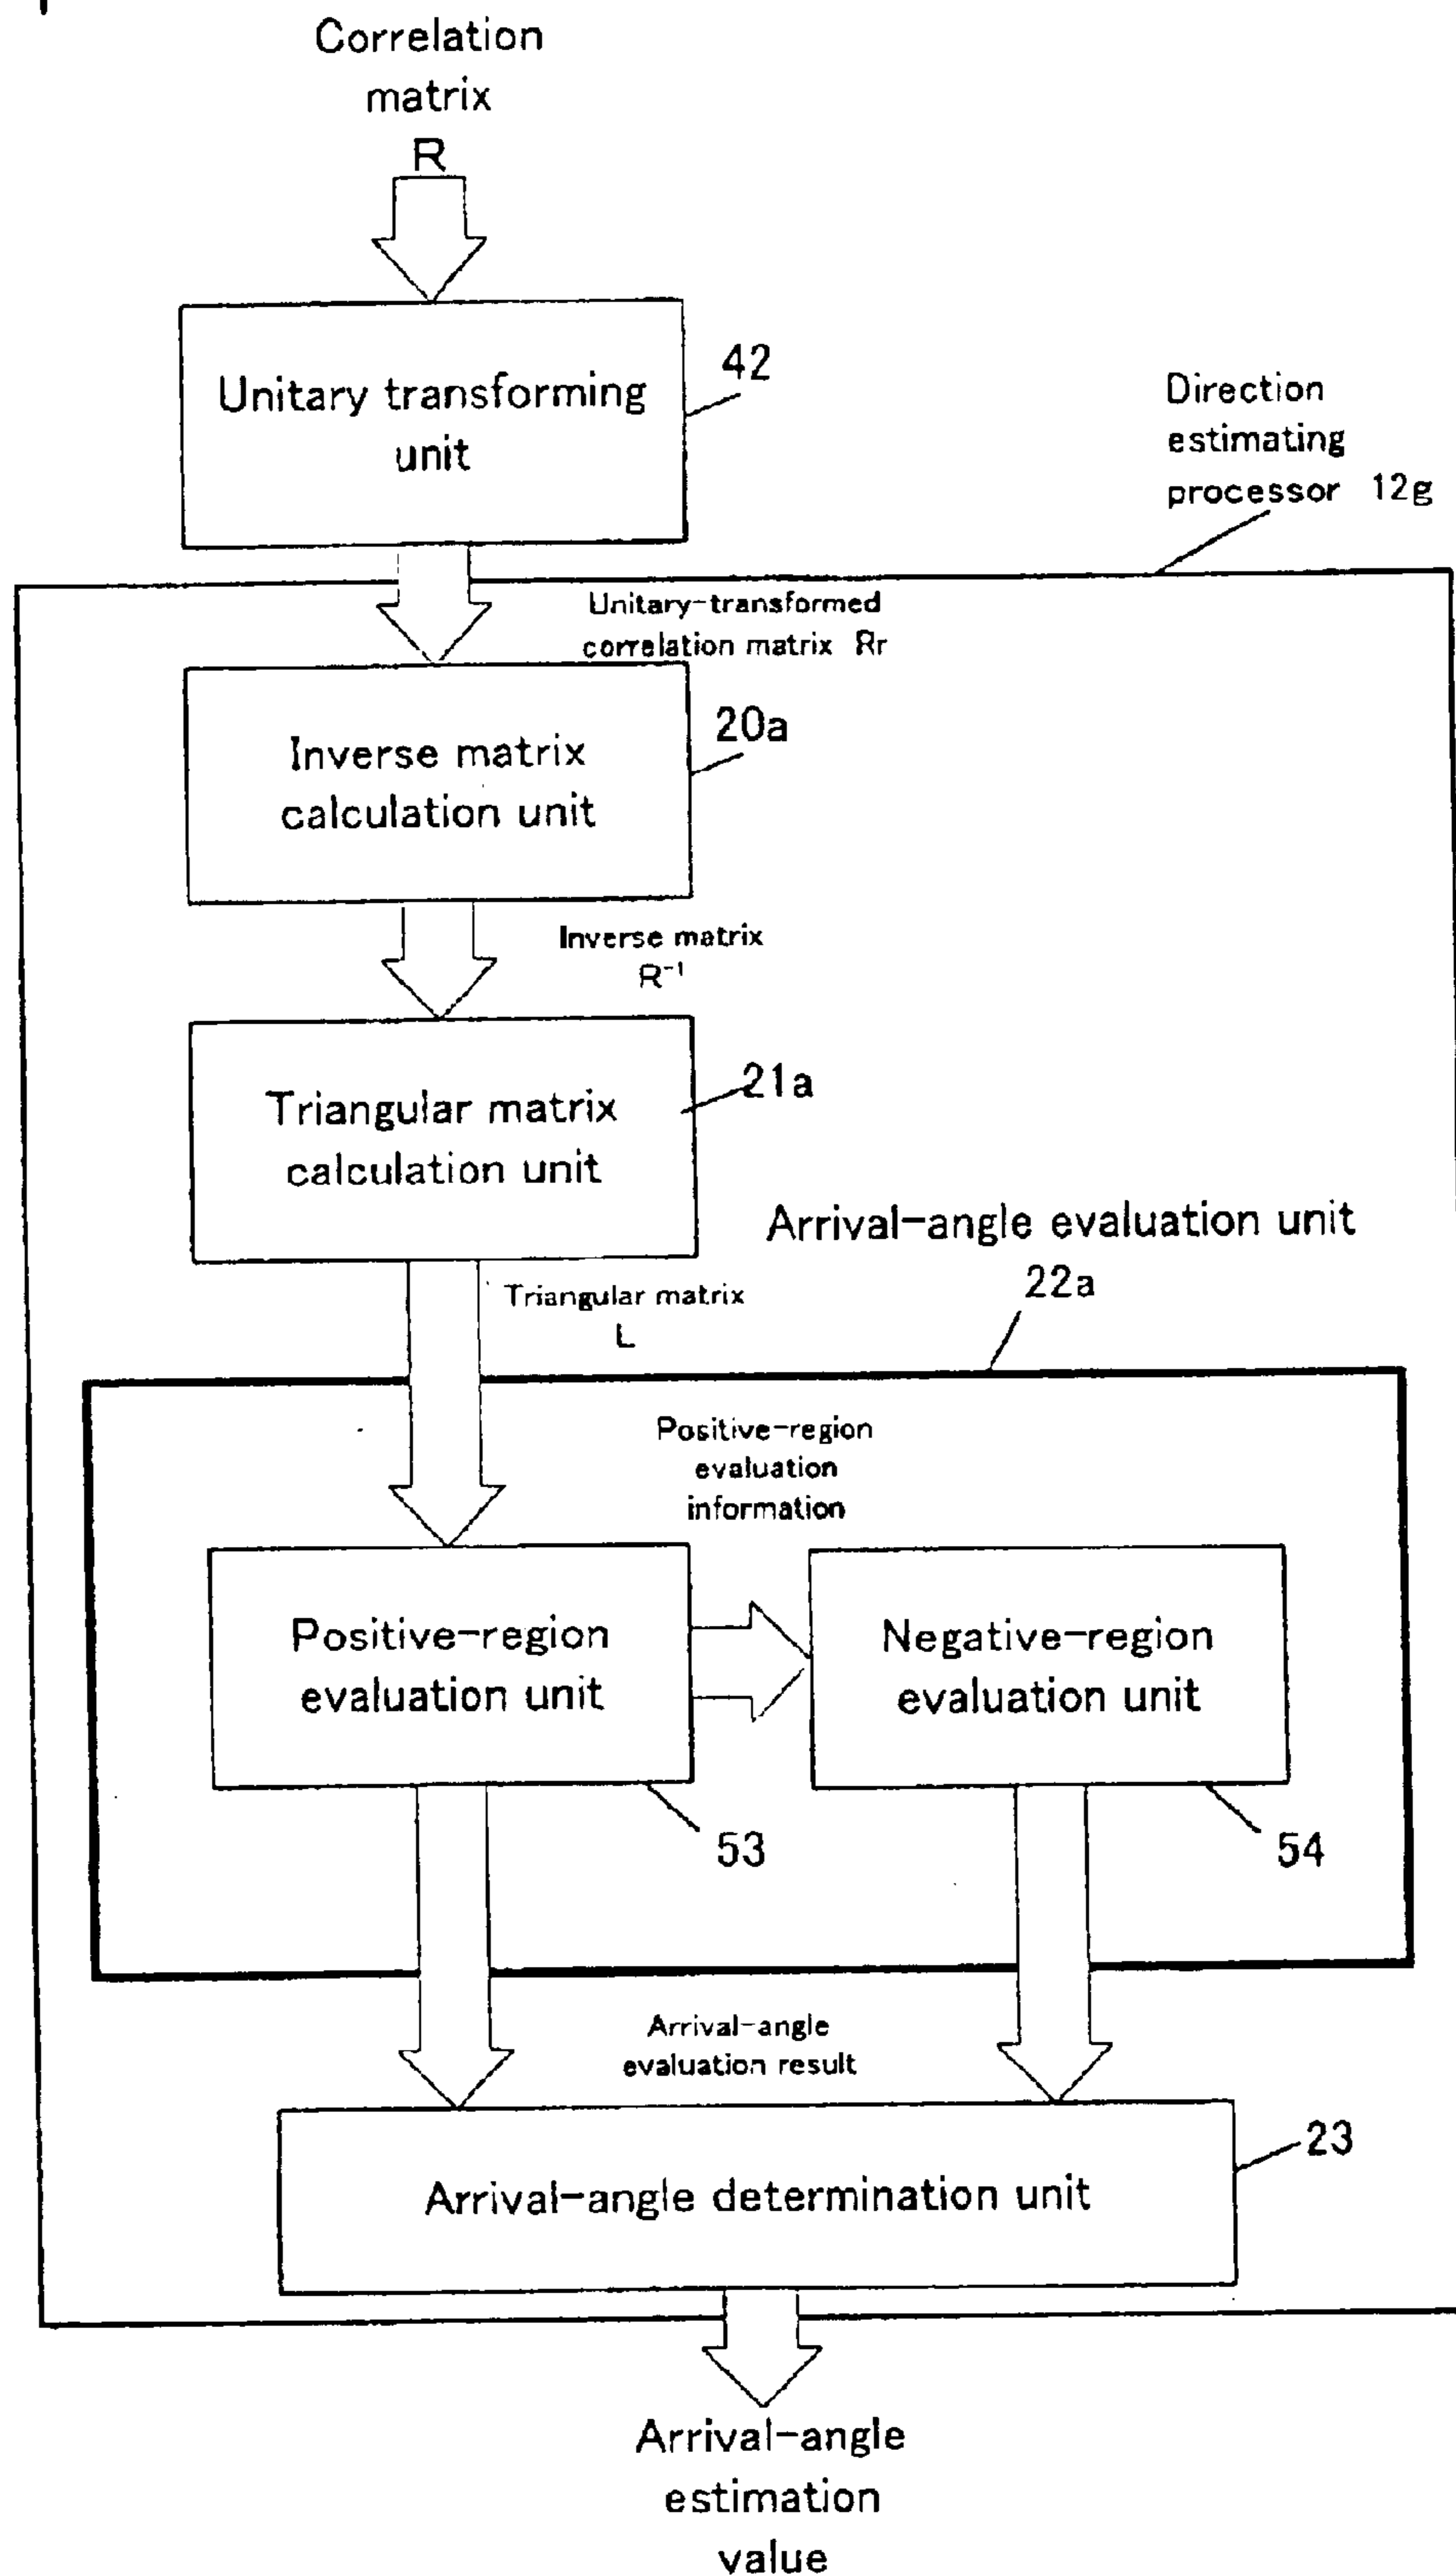 Correlation
matrix
R
Unitary transforming
unit
42
Direction
estimating
processor 12g
Unitary-transformed
correlation matrix Rr
Inverse matrix
calculation unit
20a
Inverse matrix
R⁻¹
Triangular matrix
calculation unit
21a
Arrival-angle evaluation unit
22a
Triangular matrix
L
Positive-region
evaluation
information
Positive-region
evaluation unit
Negative-region
evaluation unit
53
54
Arrival-angle
evaluation result
23
Arrival-angle determination unit
Arrival-angle
estimation
value